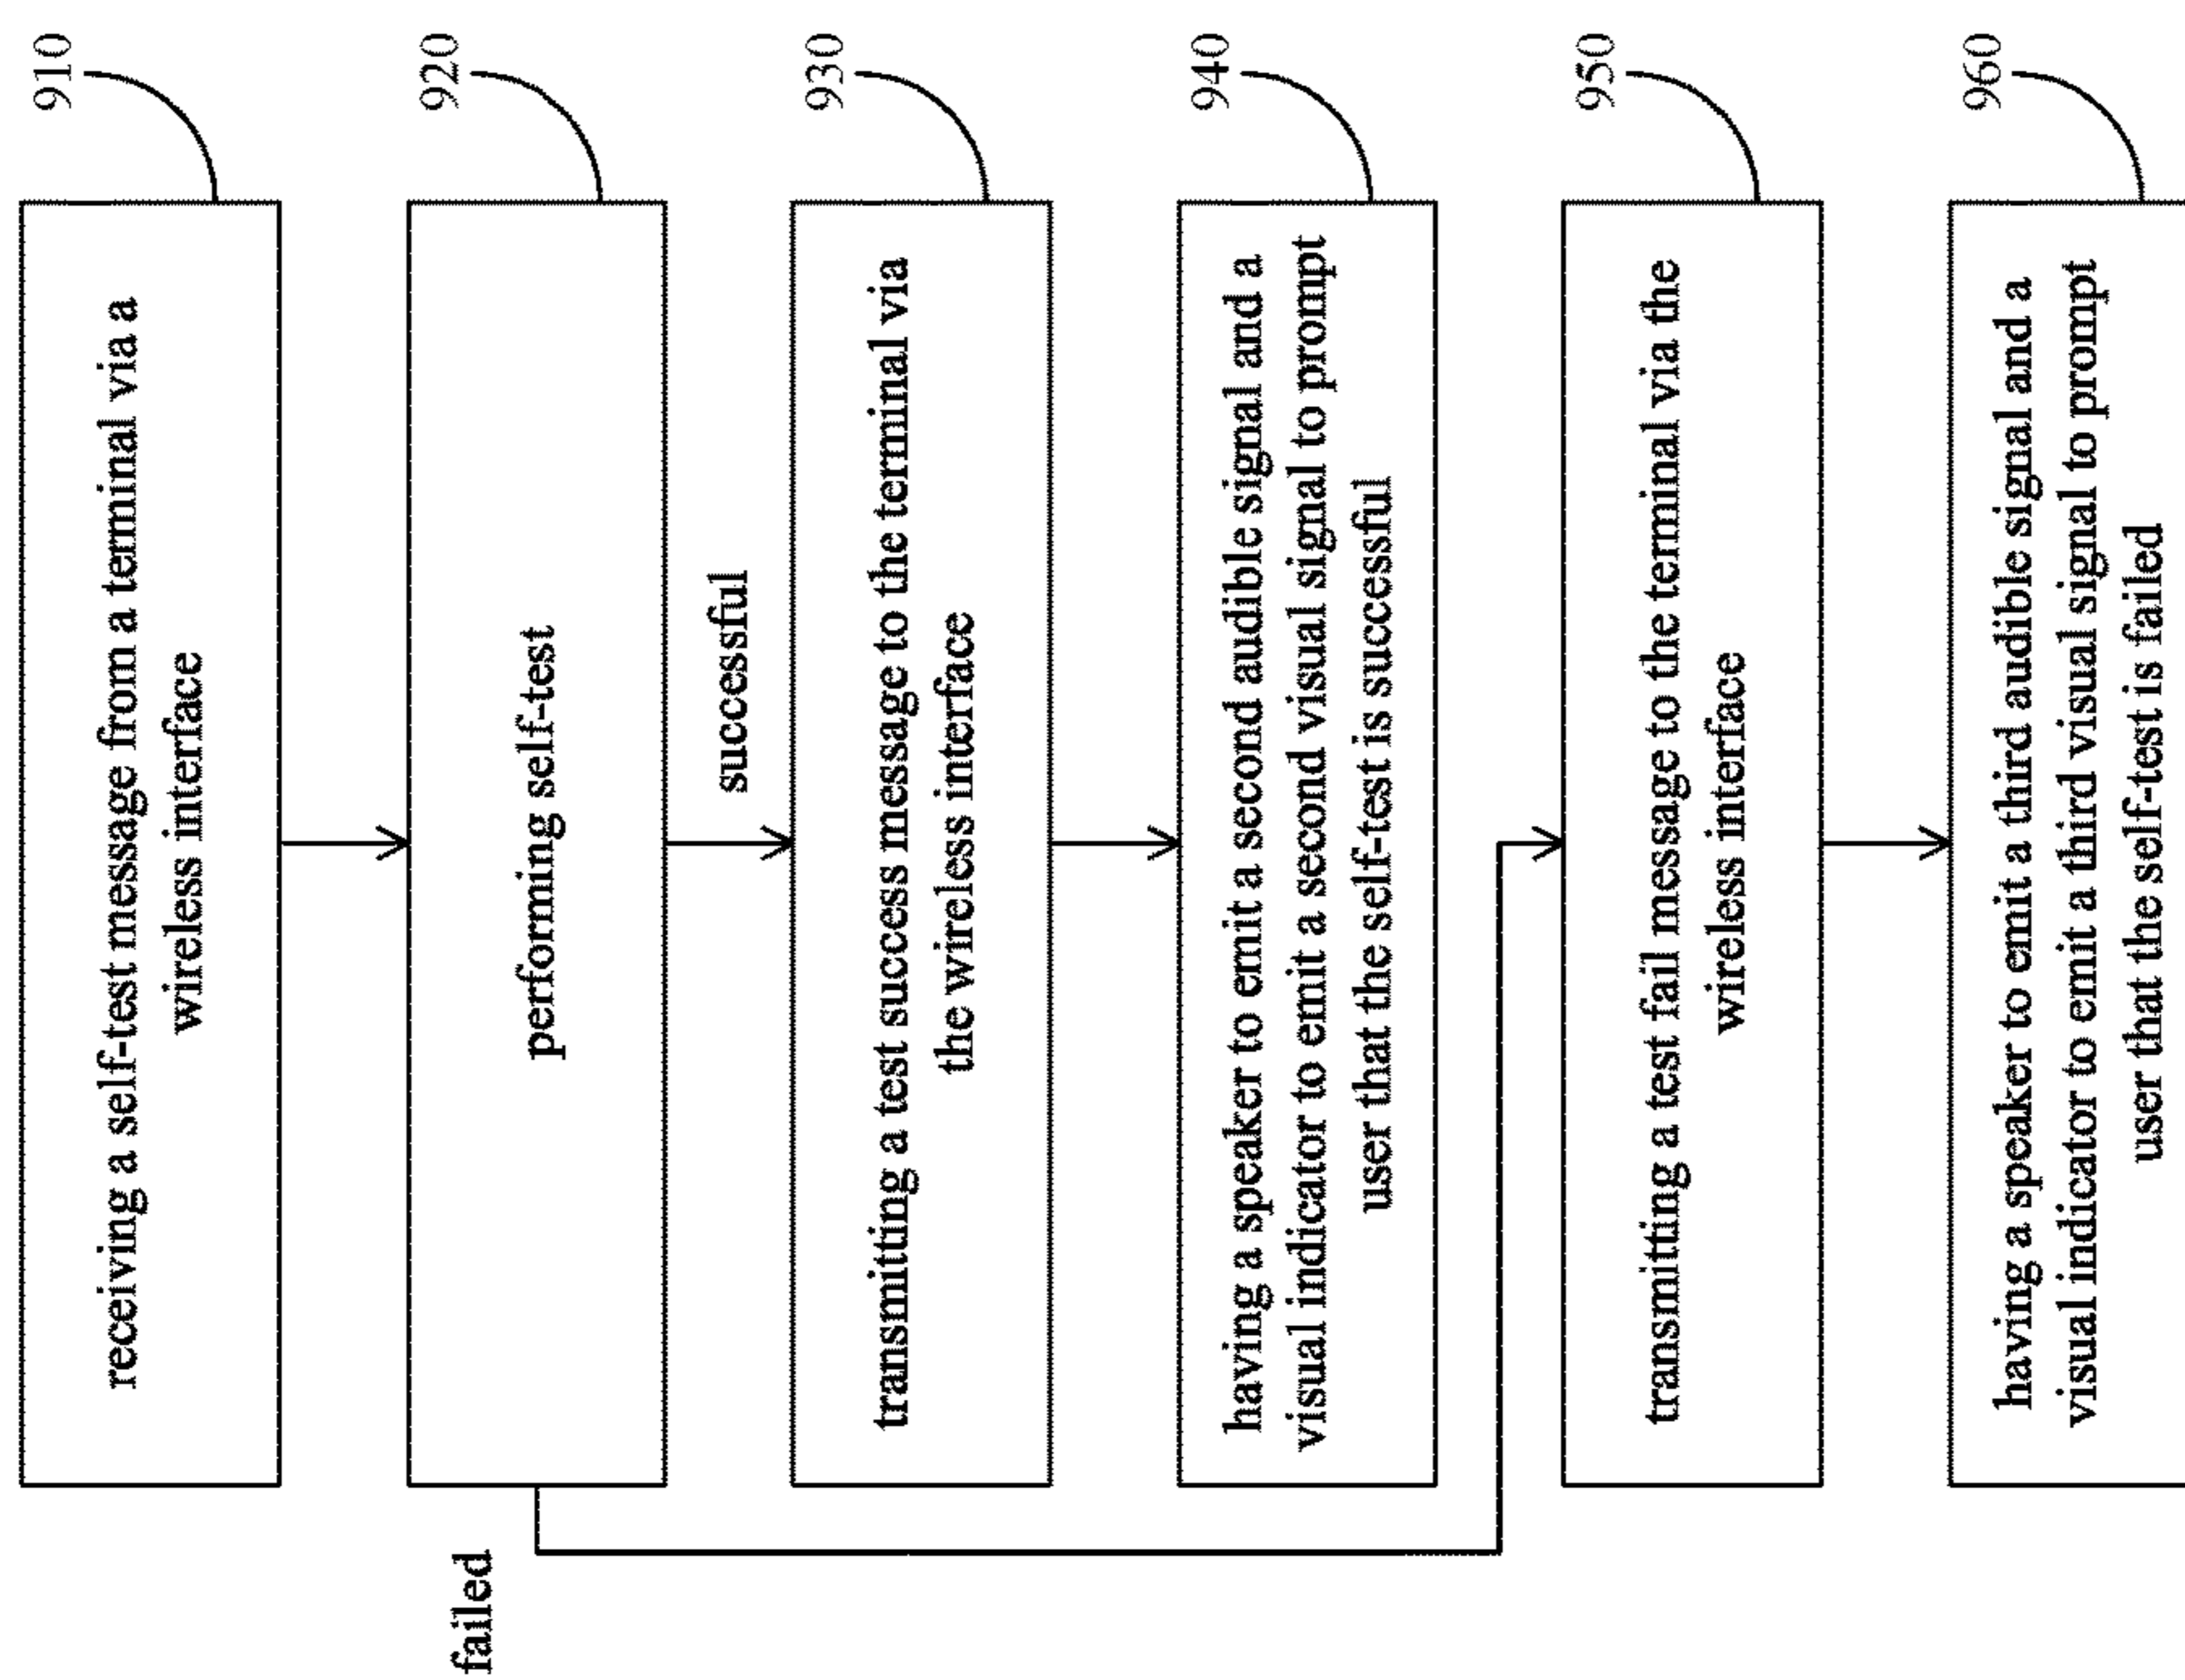 910
receiving a self-test message from a terminal via a
wireless interface
920
performing self-test
failed
successful
930
transmitting a test success message to the terminal via
the wireless interface
940
having a speaker to emit a second audible signal and a
visual indicator to emit a second visual signal to prompt
user that the self-test is successful
950
transmitting a test fail message to the terminal via the
wireless interface
960
having a speaker to emit a third audible signal and a
visual indicator to emit a third visual signal to prompt
user that the self-test is failed